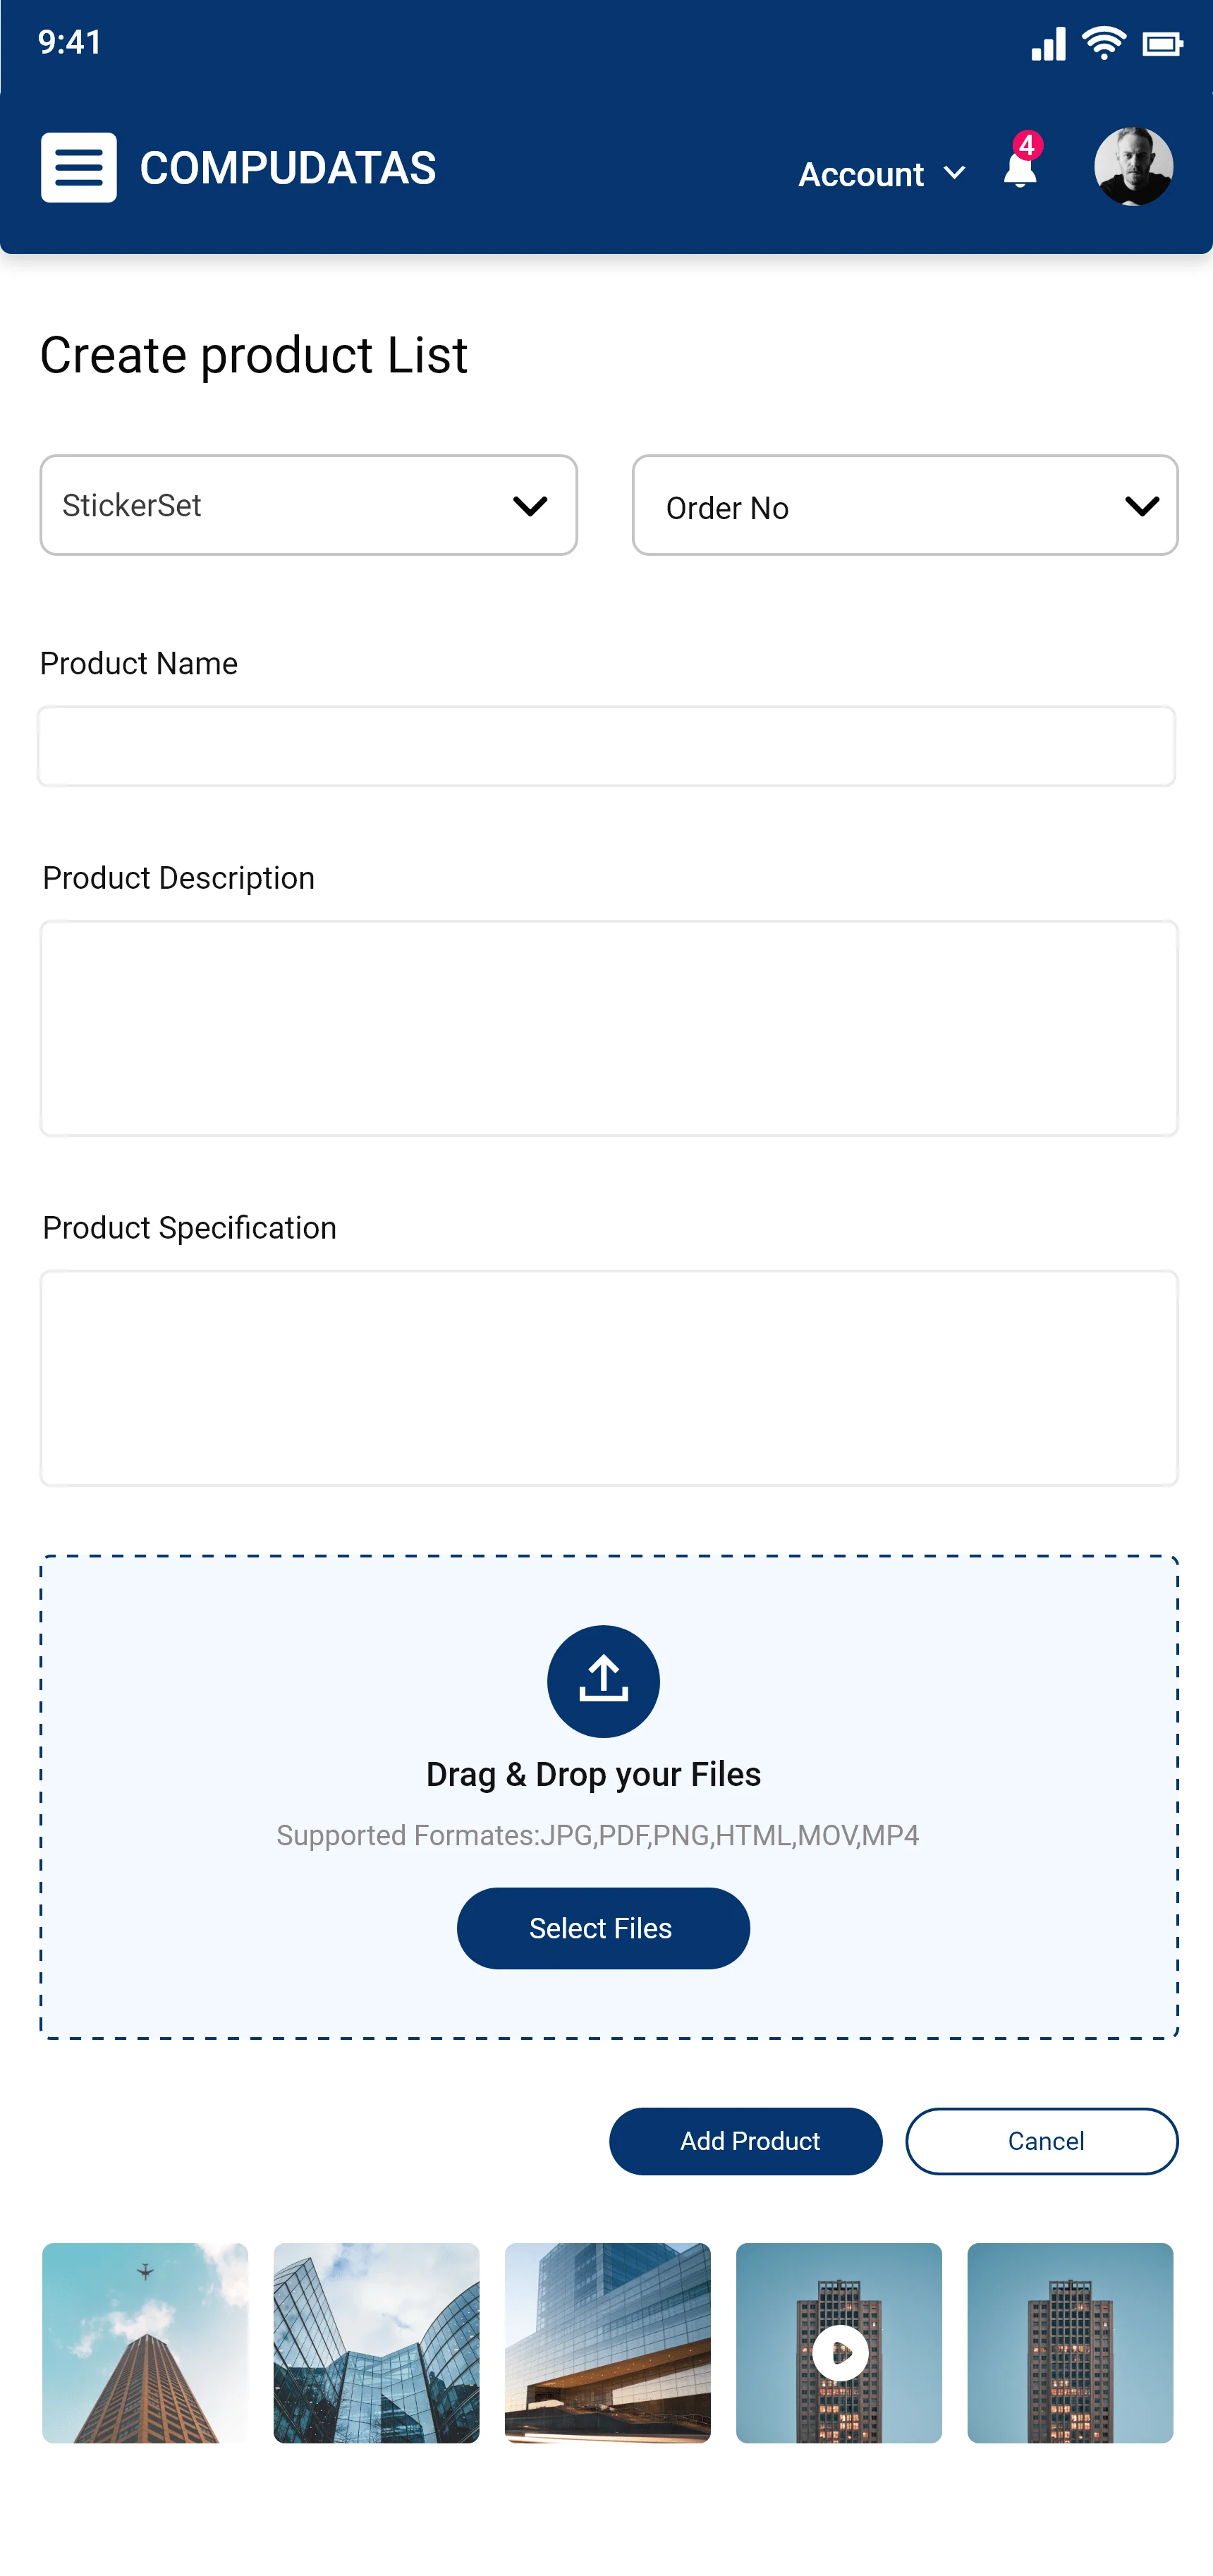 9:41
COMPUDATAS
Account
4
Create product List
StickerSet
Order No
Product Name
Product Description
Product Specification
Drag & Drop your Files
Supported Formates:JPG,PDF,PNG,HTML,MOV,MP4
Select Files
Add Product
Cancel